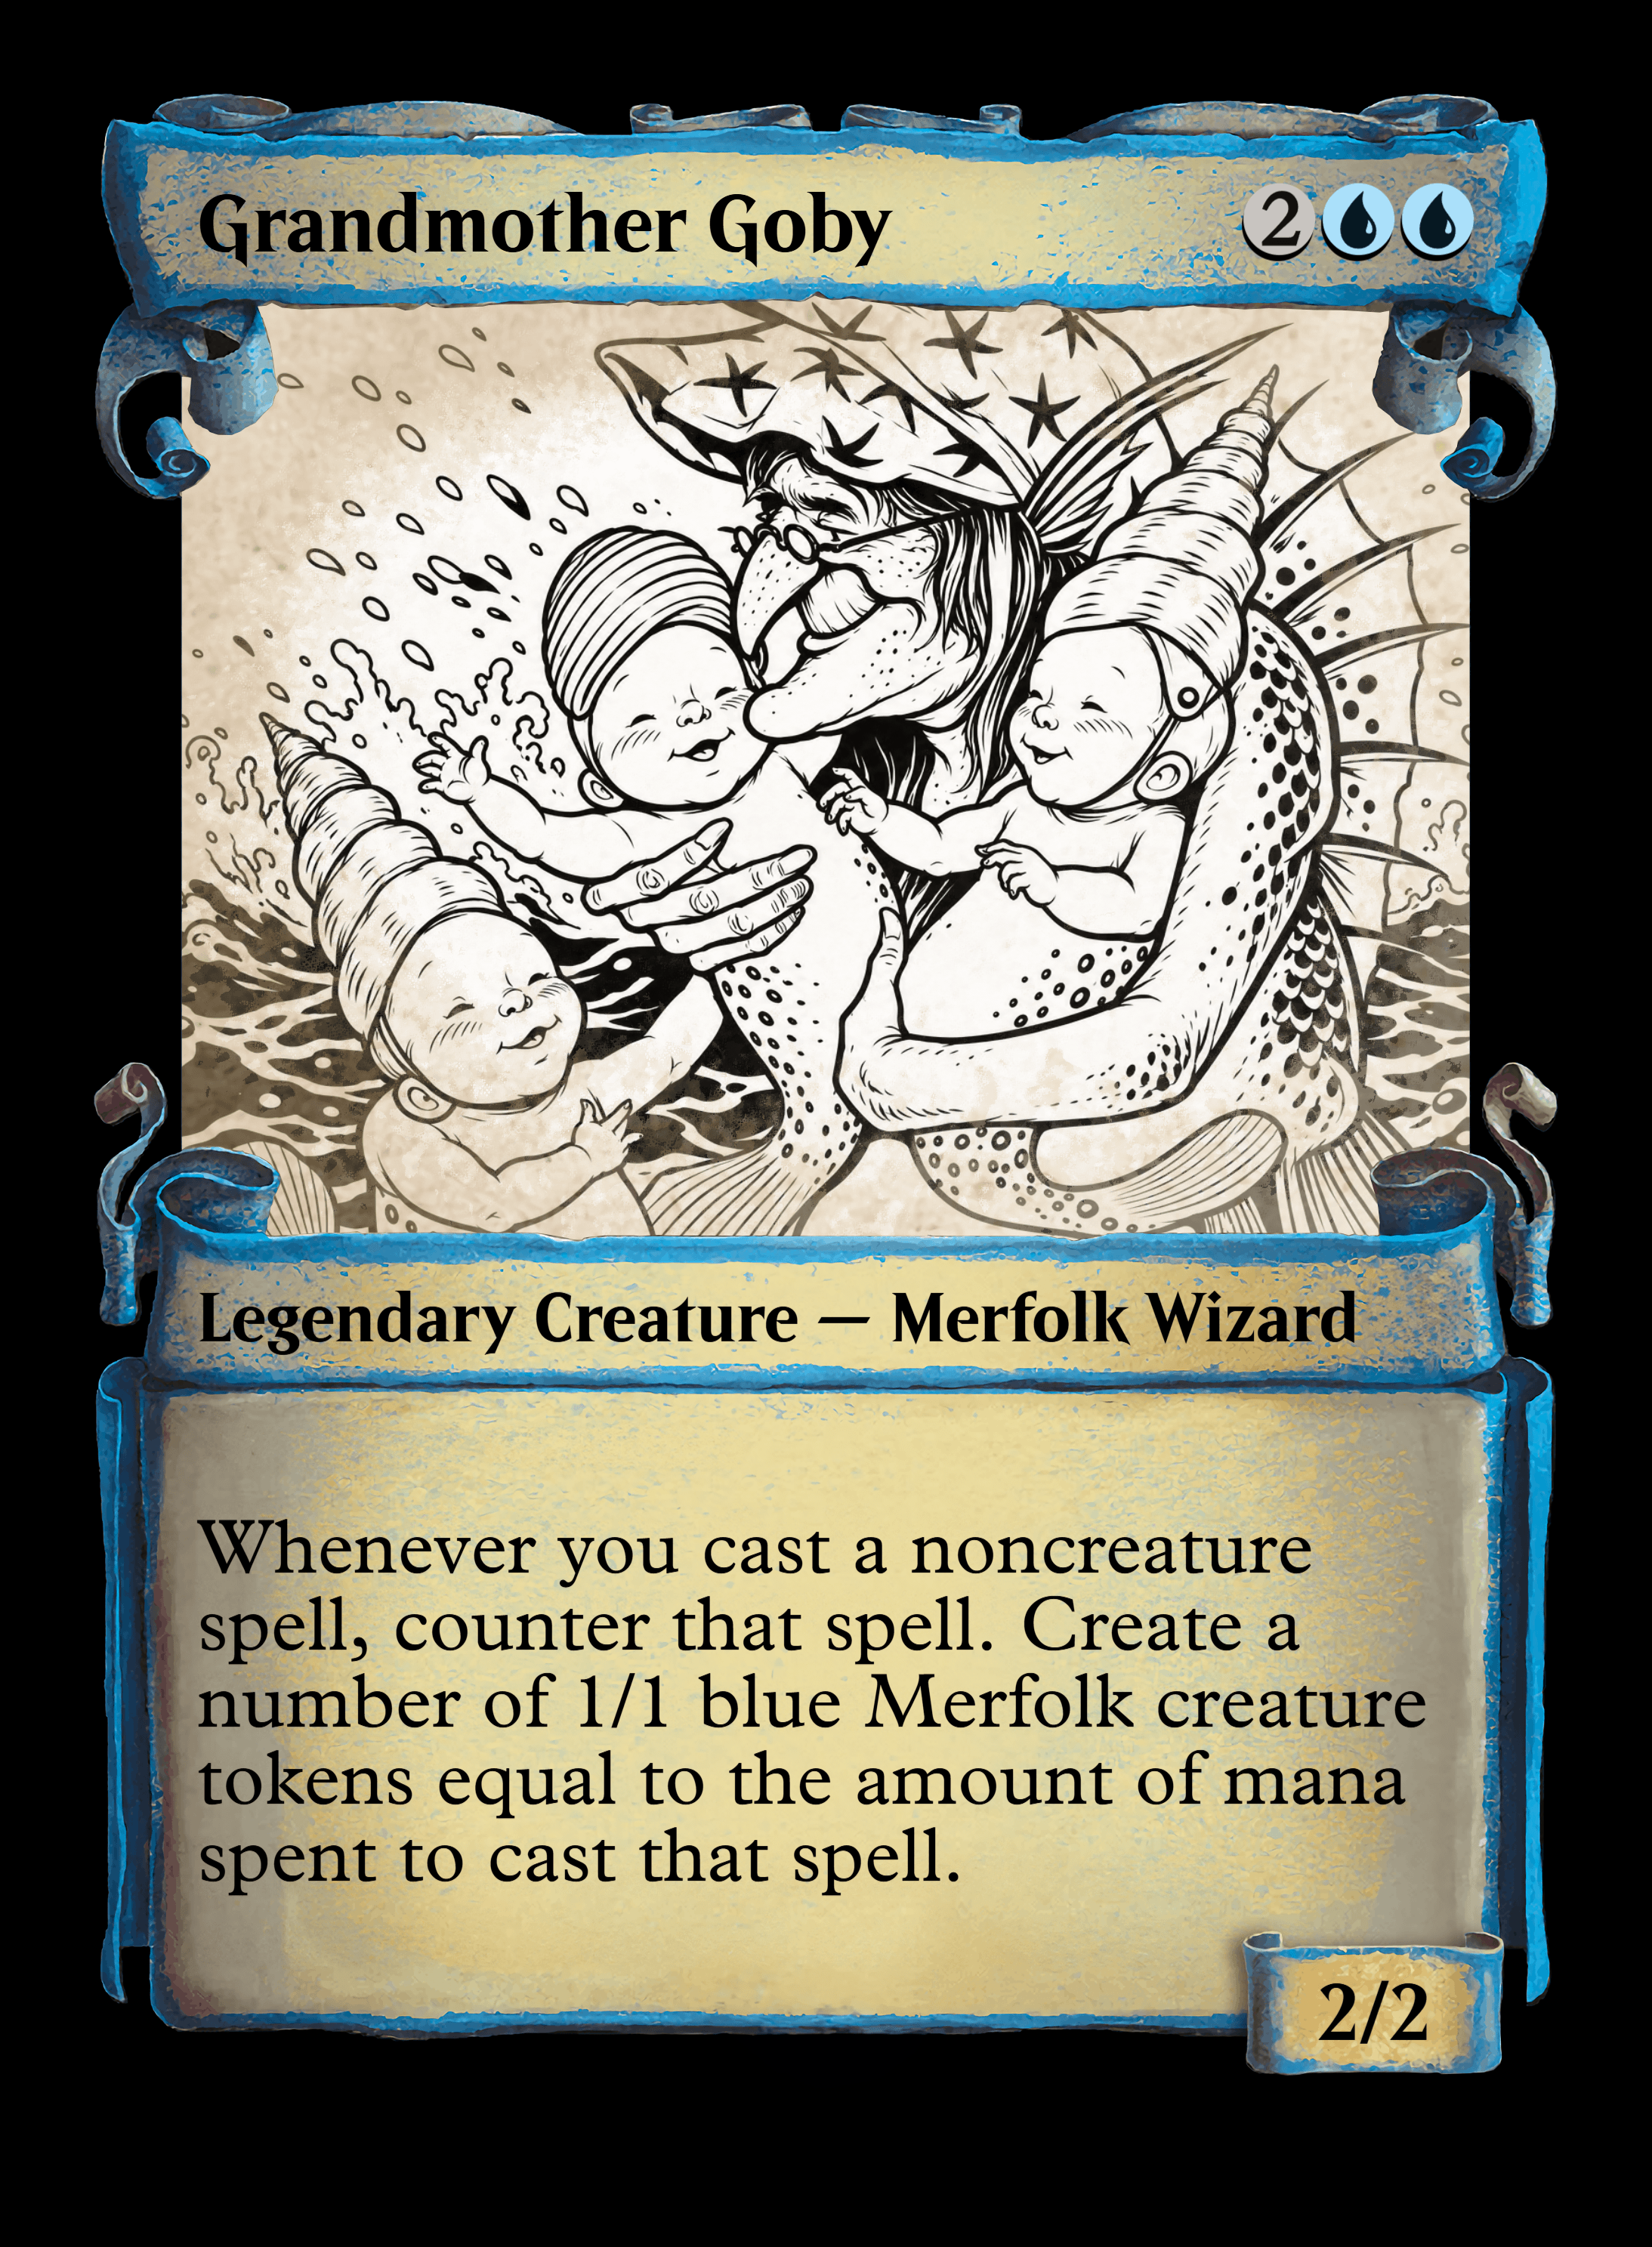 Grandmother Goby 2
Legendary Creature — Merfolk Wizard
Whenever you cast a noncreature
spell, counter that spell. Create a
number of 1/1 blue Merfolk creature
tokens equal to the amount of mana
spent to cast that spell.
2/2